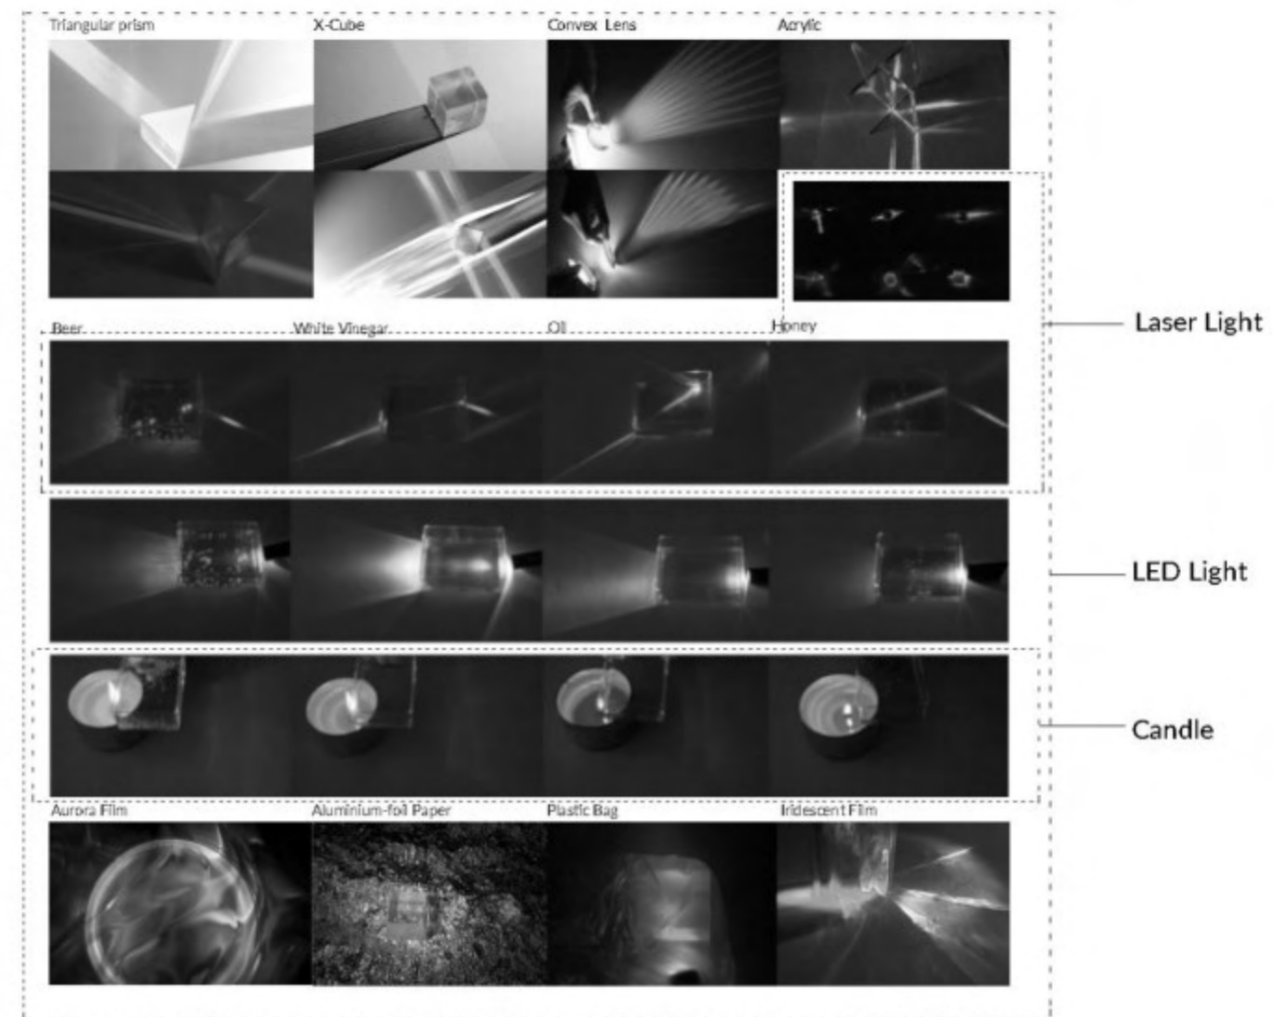 Triangular prism
X-Cube
Convex Lens
Acrylic
Laser Light
Beer
White Vinegar
Oil
Honey
LED Light
Candle
Aurora Film
Aluminium-foil Paper
Plastic Bag
Iridescent Film